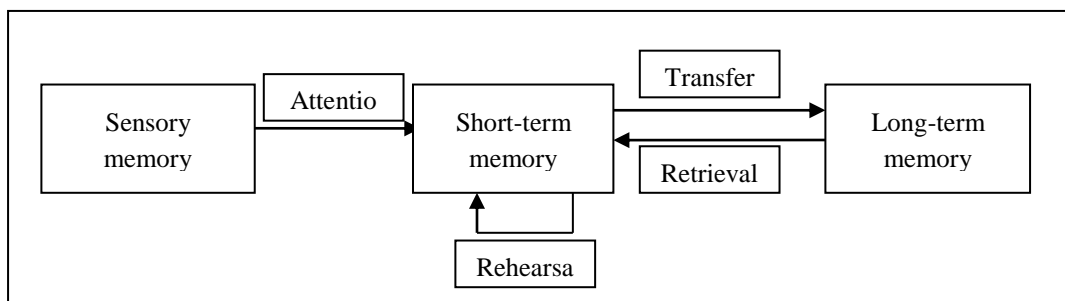 Sensory
memory
Attentio
Short-term
memory
Transfer
Retrieval
Long-term
memory
Rehearsa